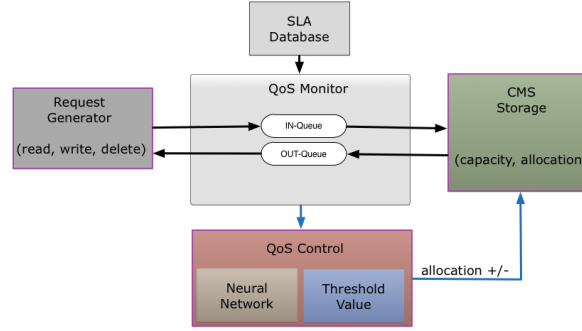 SLA
Database
QoS Monitor
Request
Generator
(read, write, delete)
IN-Queue
OUT-Queue
CMS
Storage
(capacity, allocation)
QoS Control
Neural
Network
Threshold
Value
allocation +/-